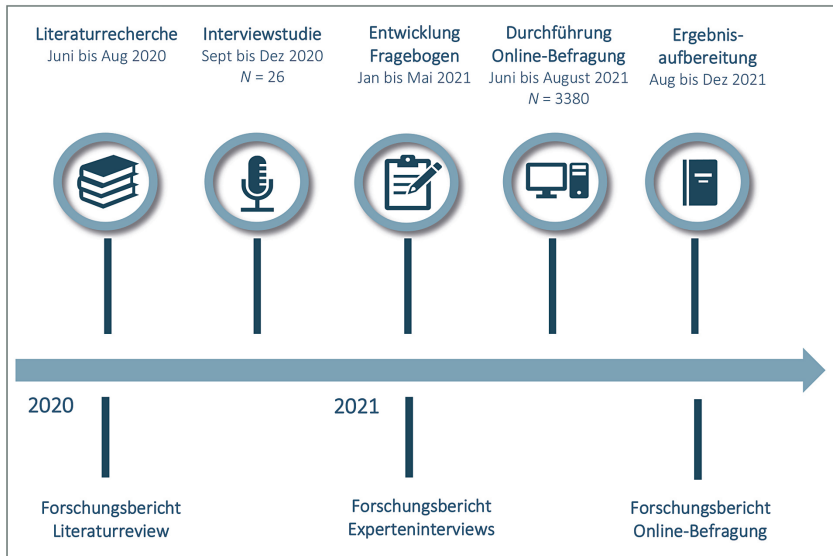 Literaturrecherche
Juni bis Aug 2020
Interviewstudie
Sept bis Dez 2020
N = 26
Entwicklung
Fragebogen
Jan bis Mai 2021
Durchführung
Online-Befragung
Juni bis August 2021
N = 3380
Ergebnis-
aufbereitung
Aug bis Dez 2021
2020
2021
Forschungsbericht
Literaturreview
Forschungsbericht
Experteninterviews
Forschungsbericht
Online-Befragung